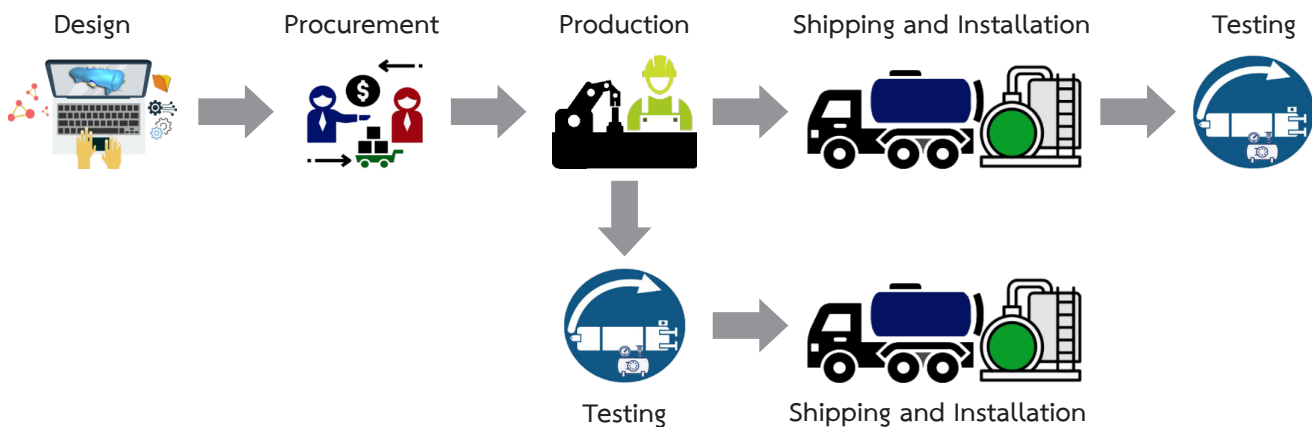 Design
Procurement
Production
Shipping and Installation
Testing
$
Testing
Shipping and Installation